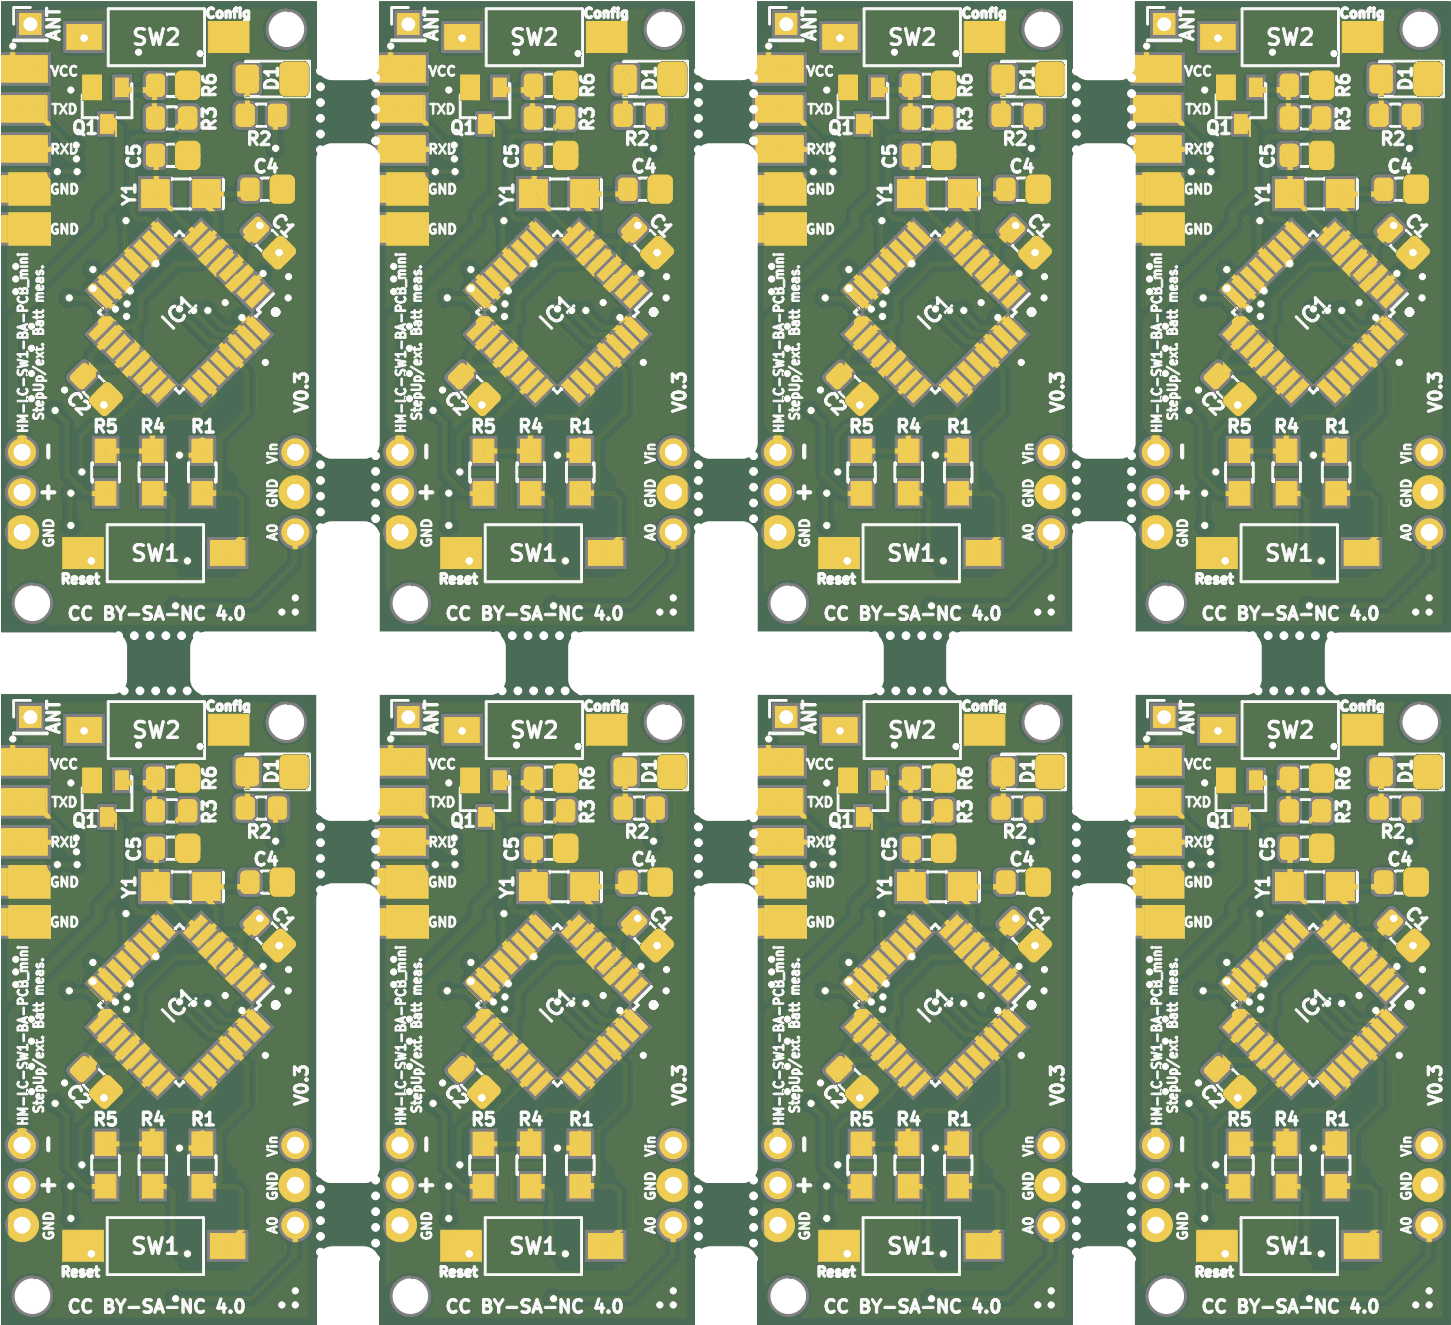 ANT
Config
SW2
VCC
R6
D1
TXD
R3
Q1
R2
RXD
C5
C4
GND
Y1
GND
C1
HM-LC-SW1-BA-PCB_mini
StepUp/ext. Batt meas.
IC1
V0.3
C2
R5 R4 R1
- Vin
+ GND
GND A0
SW1
Reset
CC BY-SA-NC 4.0
ANT
Config
SW2
VCC
R6
D1
TXD
R3
Q1
R2
RXD
C5
C4
GND
Y1
GND
C1
HM-LC-SW1-BA-PCB_mini
StepUp/ext. Batt meas.
IC1
V0.3
C2
R5 R4 R1
- Vin
+ GND
GND A0
SW1
Reset
CC BY-SA-NC 4.0
ANT
Config
SW2
VCC
R6
D1
TXD
R3
Q1
R2
RXD
C5
C4
GND
Y1
GND
C1
HM-LC-SW1-BA-PCB_mini
StepUp/ext. Batt meas.
IC1
V0.3
C2
R5 R4 R1
- Vin
+ GND
GND A0
SW1
Reset
CC BY-SA-NC 4.0
ANT
Config
SW2
VCC
R6
D1
TXD
R3
Q1
R2
RXD
C5
C4
GND
Y1
GND
C1
HM-LC-SW1-BA-PCB_mini
StepUp/ext. Batt meas.
IC1
V0.3
C2
R5 R4 R1
- Vin
+ GND
GND A0
SW1
Reset
CC BY-SA-NC 4.0
ANT
Config
SW2
VCC
R6
D1
TXD
R3
Q1
R2
RXD
C5
C4
GND
Y1
GND
C1
HM-LC-SW1-BA-PCB_mini
StepUp/ext. Batt meas.
IC1
V0.3
C2
R5 R4 R1
- Vin
+ GND
GND A0
SW1
Reset
CC BY-SA-NC 4.0
ANT
Config
SW2
VCC
R6
D1
TXD
R3
Q1
R2
RXD
C5
C4
GND
Y1
GND
C1
HM-LC-SW1-BA-PCB_mini
StepUp/ext. Batt meas.
IC1
V0.3
C2
R5 R4 R1
- Vin
+ GND
GND A0
SW1
Reset
CC BY-SA-NC 4.0
ANT
Config
SW2
VCC
R6
D1
TXD
R3
Q1
R2
RXD
C5
C4
GND
Y1
GND
C1
HM-LC-SW1-BA-PCB_mini
StepUp/ext. Batt meas.
IC1
V0.3
C2
R5 R4 R1
- Vin
+ GND
GND A0
SW1
Reset
CC BY-SA-NC 4.0
ANT
Config
SW2
VCC
R6
D1
TXD
R3
Q1
R2
RXD
C5
C4
GND
Y1
GND
C1
HM-LC-SW1-BA-PCB_mini
StepUp/ext. Batt meas.
IC1
V0.3
C2
R5 R4 R1
- Vin
+ GND
GND A0
SW1
Reset
CC BY-SA-NC 4.0